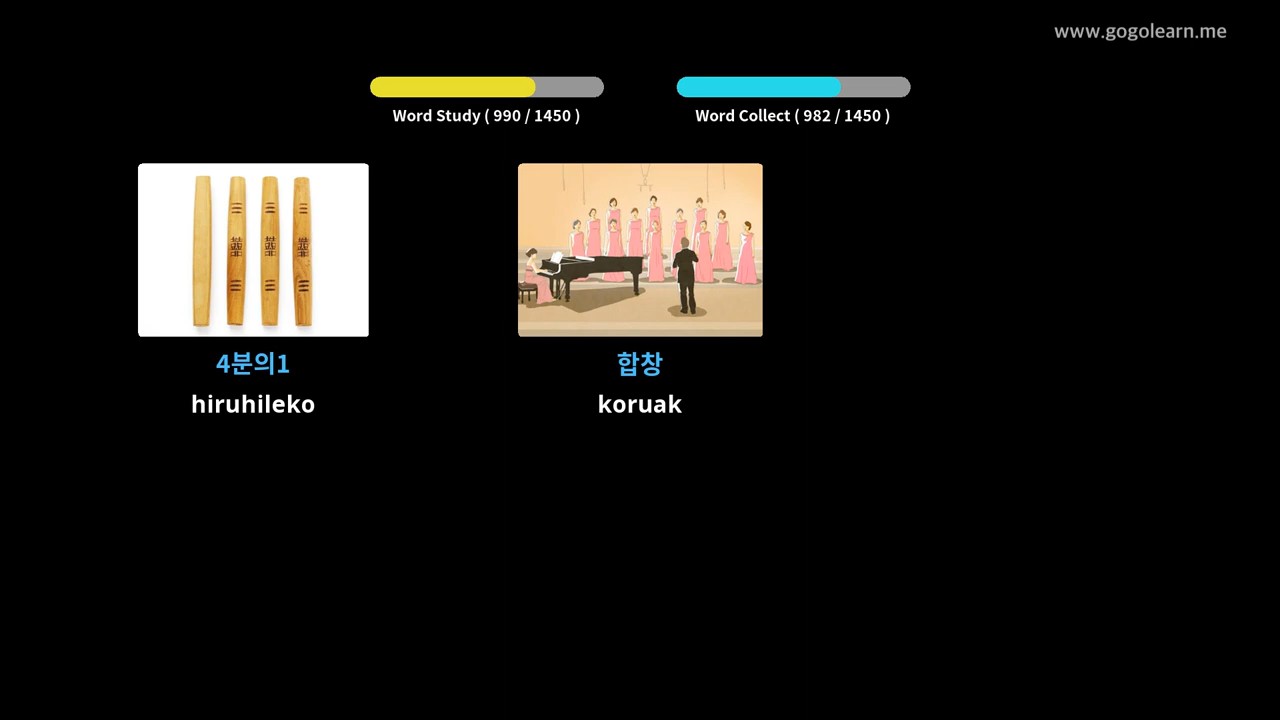 www.gogolearn.me
Word Study ( 990 / 1450 )
Word Collect ( 982 / 1450 )
4분의1
합창
hiruhileko
koruak